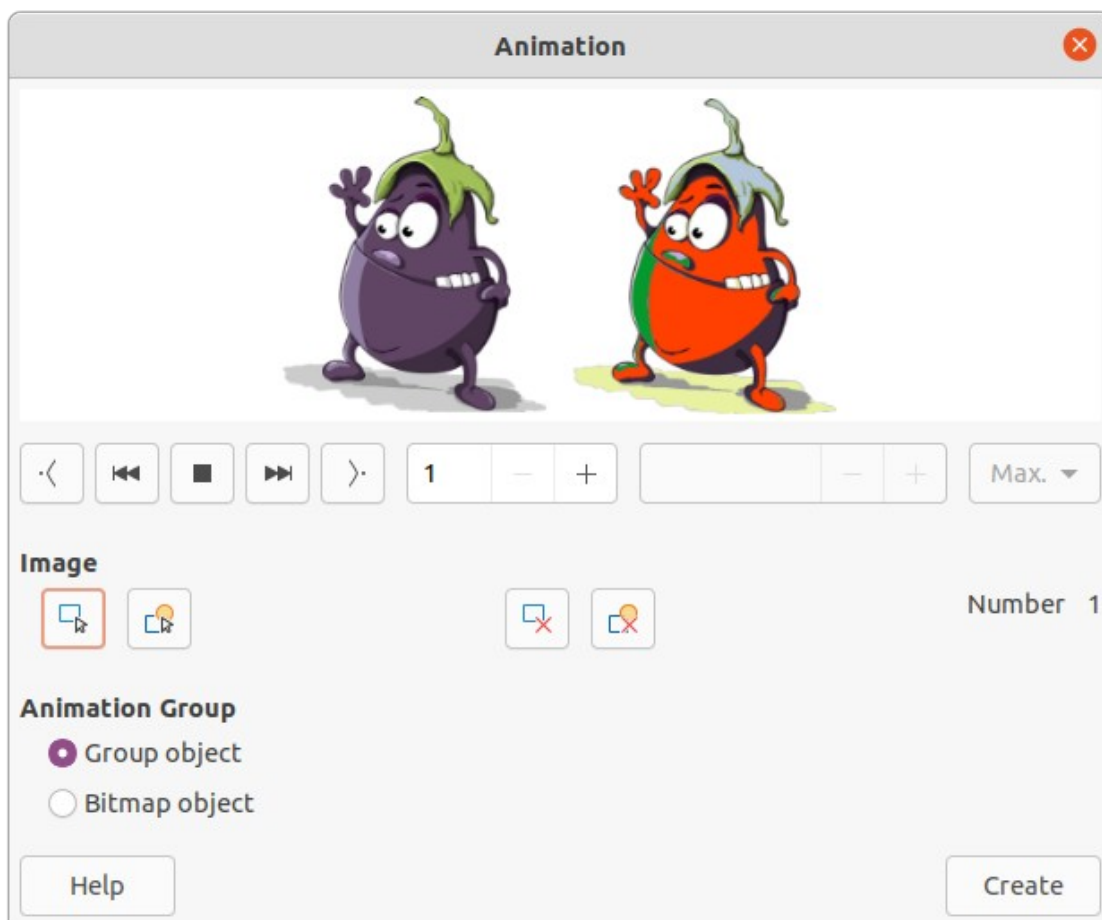 Animation
1
Max.
Image
Number 1
Animation Group
Group object
Bitmap object
Help
Create